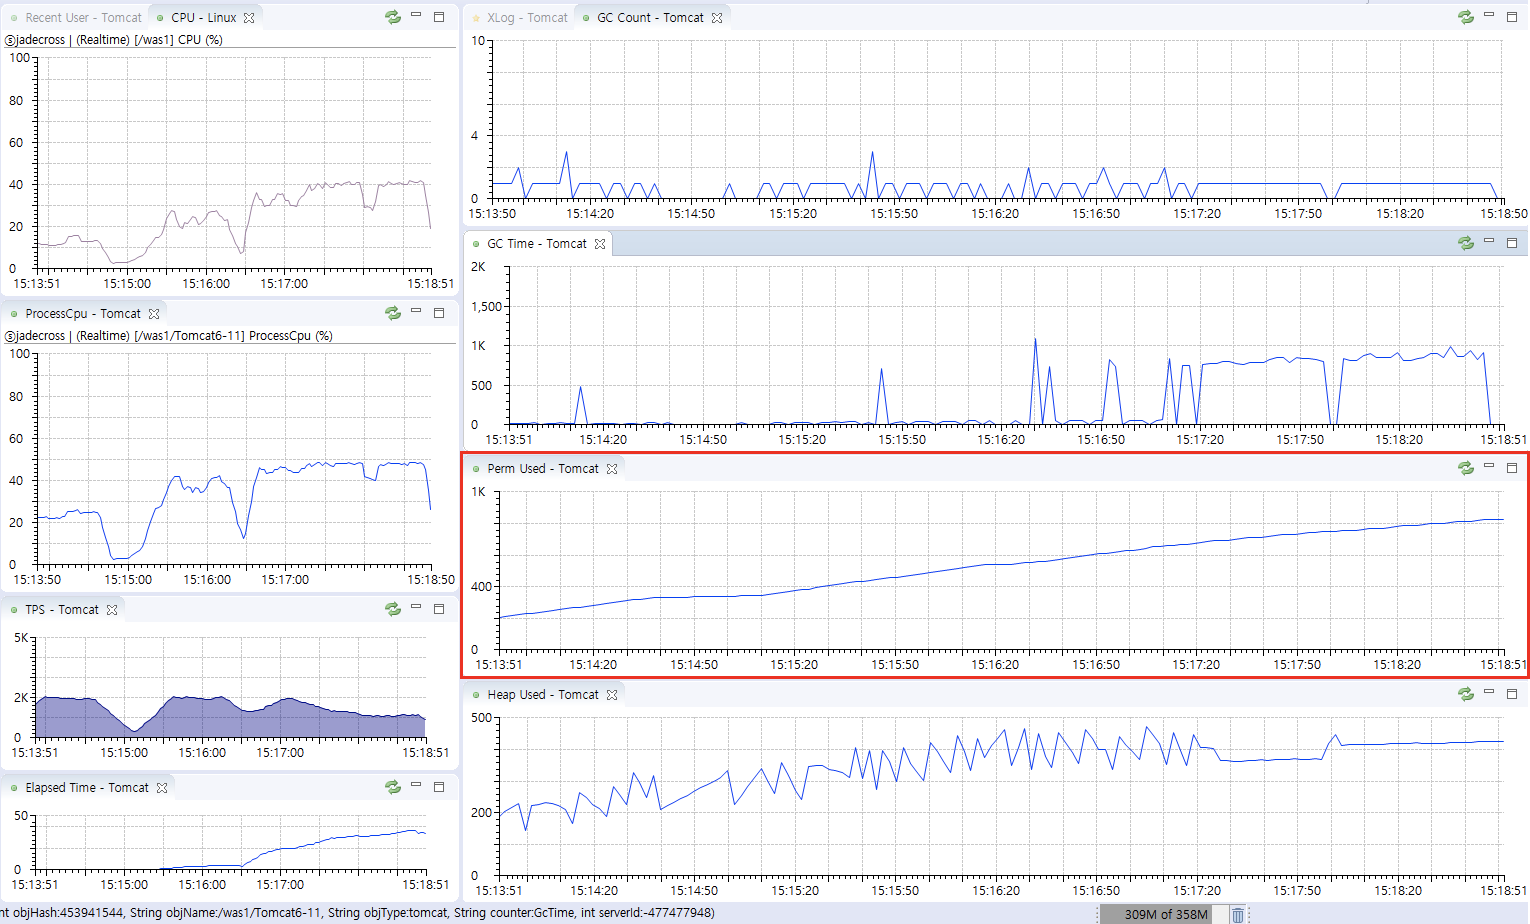 Recent User - Tomcat
CPU - Linux
ⓢjadecross | (Realtime) [/was1] CPU (%)
100
80
60
40
20
0
15:13:51 15:15:00 15:16:00 15:17:00 15:18:51
ProcessCpu - Tomcat
ⓢjadecross | (Realtime) [/was1/Tomcat6-11] ProcessCpu (%)
100
80
60
40
20
0
15:13:50 15:15:00 15:16:00 15:17:00 15:18:50
TPS - Tomcat
5K
2K
0
15:13:51 15:15:00 15:16:00 15:17:00 15:18:51
Elapsed Time - Tomcat
50
0
15:13:51 15:15:00 15:16:00 15:17:00 15:18:51
XLog - Tomcat
GC Count - Tomcat
10
4
0
15:13:50 15:14:20 15:14:50 15:15:20 15:15:50 15:16:20 15:16:50 15:17:20 15:17:50 15:18:20 15:18:50
GC Time - Tomcat
2K
1,500
1K
500
0
15:13:51 15:14:20 15:14:50 15:15:20 15:15:50 15:16:20 15:16:50 15:17:20 15:17:50 15:18:20 15:18:51
Perm Used - Tomcat
1K
400
0
15:13:51 15:14:20 15:14:50 15:15:20 15:15:50 15:16:20 15:16:50 15:17:20 15:17:50 15:18:20 15:18:51
Heap Used - Tomcat
500
200
0
15:13:51 15:14:20 15:14:50 15:15:20 15:15:50 15:16:20 15:16:50 15:17:20 15:17:50 15:18:20 15:18:51
nt objHash:453941544, String objName:/was1/Tomcat6-11, String objType:tomcat, String counter:GcTime, int serverId:-477477948)
309M of 358M